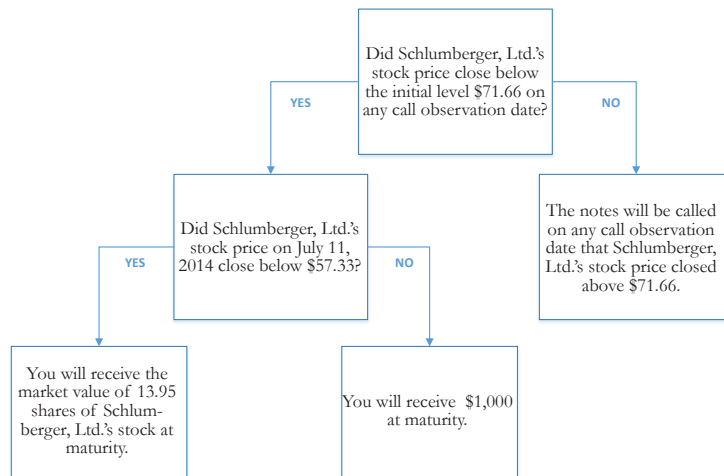 Did Schlumberger, Ltd.'s
stock price close below
the initial level $71.66 on
any call observation date?
YES
NO
Did Schlumberger, Ltd.'s
stock price on July 11,
2014 close below $57.33?
The notes will be called
on any call observation
date that Schlumberger,
Ltd.'s stock price closed
above $71.66.
YES
NO
You will receive the
market value of 13.95
shares of Schlum-
berger, Ltd.'s stock at
maturity.
You will receive $1,000
at maturity.